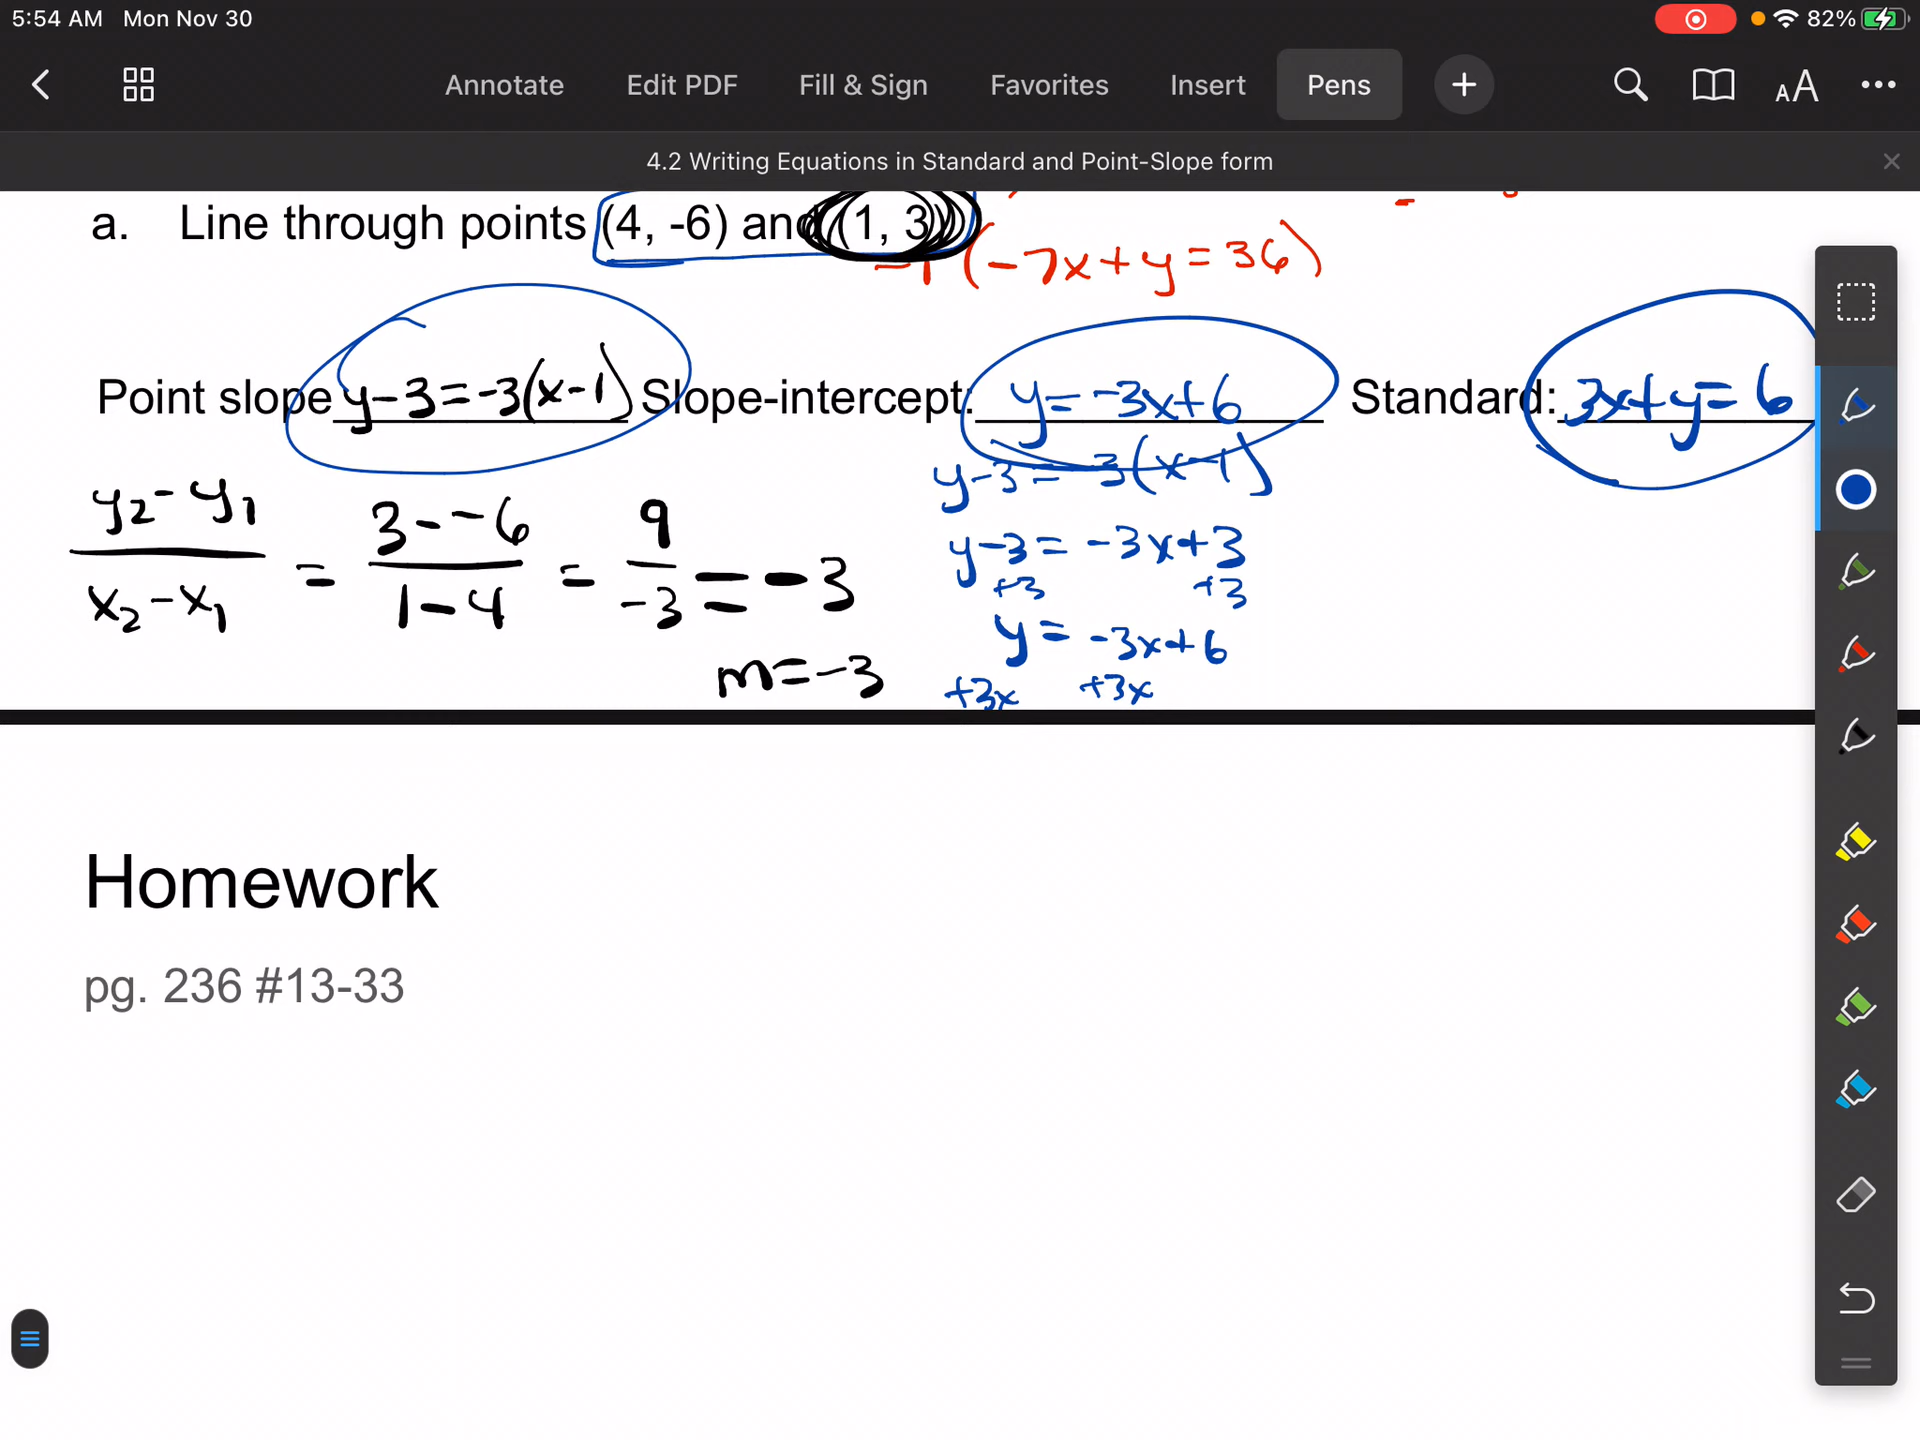 5:54 AM Mon Nov 30 82%
Annotate Edit PDF Fill & Sign Favorites Insert Pens + AA
4.2 Writing Equations in Standard and Point-Slope form ×
a. Line through points (4, -6) and (1, 3)
-1(-7x+y=36)
Point slope y-3=-3(x-1) Slope-intercept: y=-3x+6 Standard: 3x+y=6
y-3=-3(x-1)
y₂-y₁ / x₂-x₁ = 3--6 / 1-4 = 9 / -3 = -3
y-3=-3x+3
+3 +3
y=-3x+6
m=-3
+3x +3x
Homework
pg. 236 #13-33